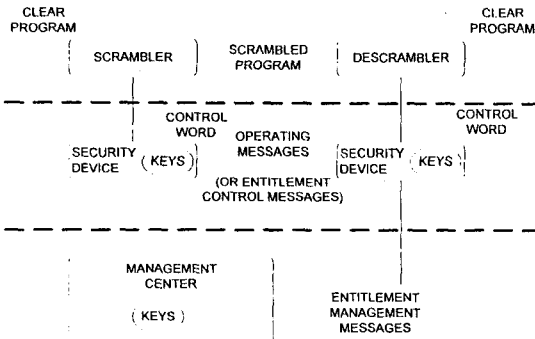 CLEAR
PROGRAM
CLEAR
PROGRAM
SCRAMBLER
SCRAMBLED
PROGRAM
DESCRAMBLER
CONTROL
WORD
OPERATING
MESSAGES
CONTROL
WORD
SECURITY
DEVICE
(KEYS)
SECURITY
DEVICE
(KEYS)
(OR ENTITLEMENT
CONTROL MESSAGES)
MANAGEMENT
CENTER
(KEYS)
ENTITLEMENT
MANAGEMENT
MESSAGES